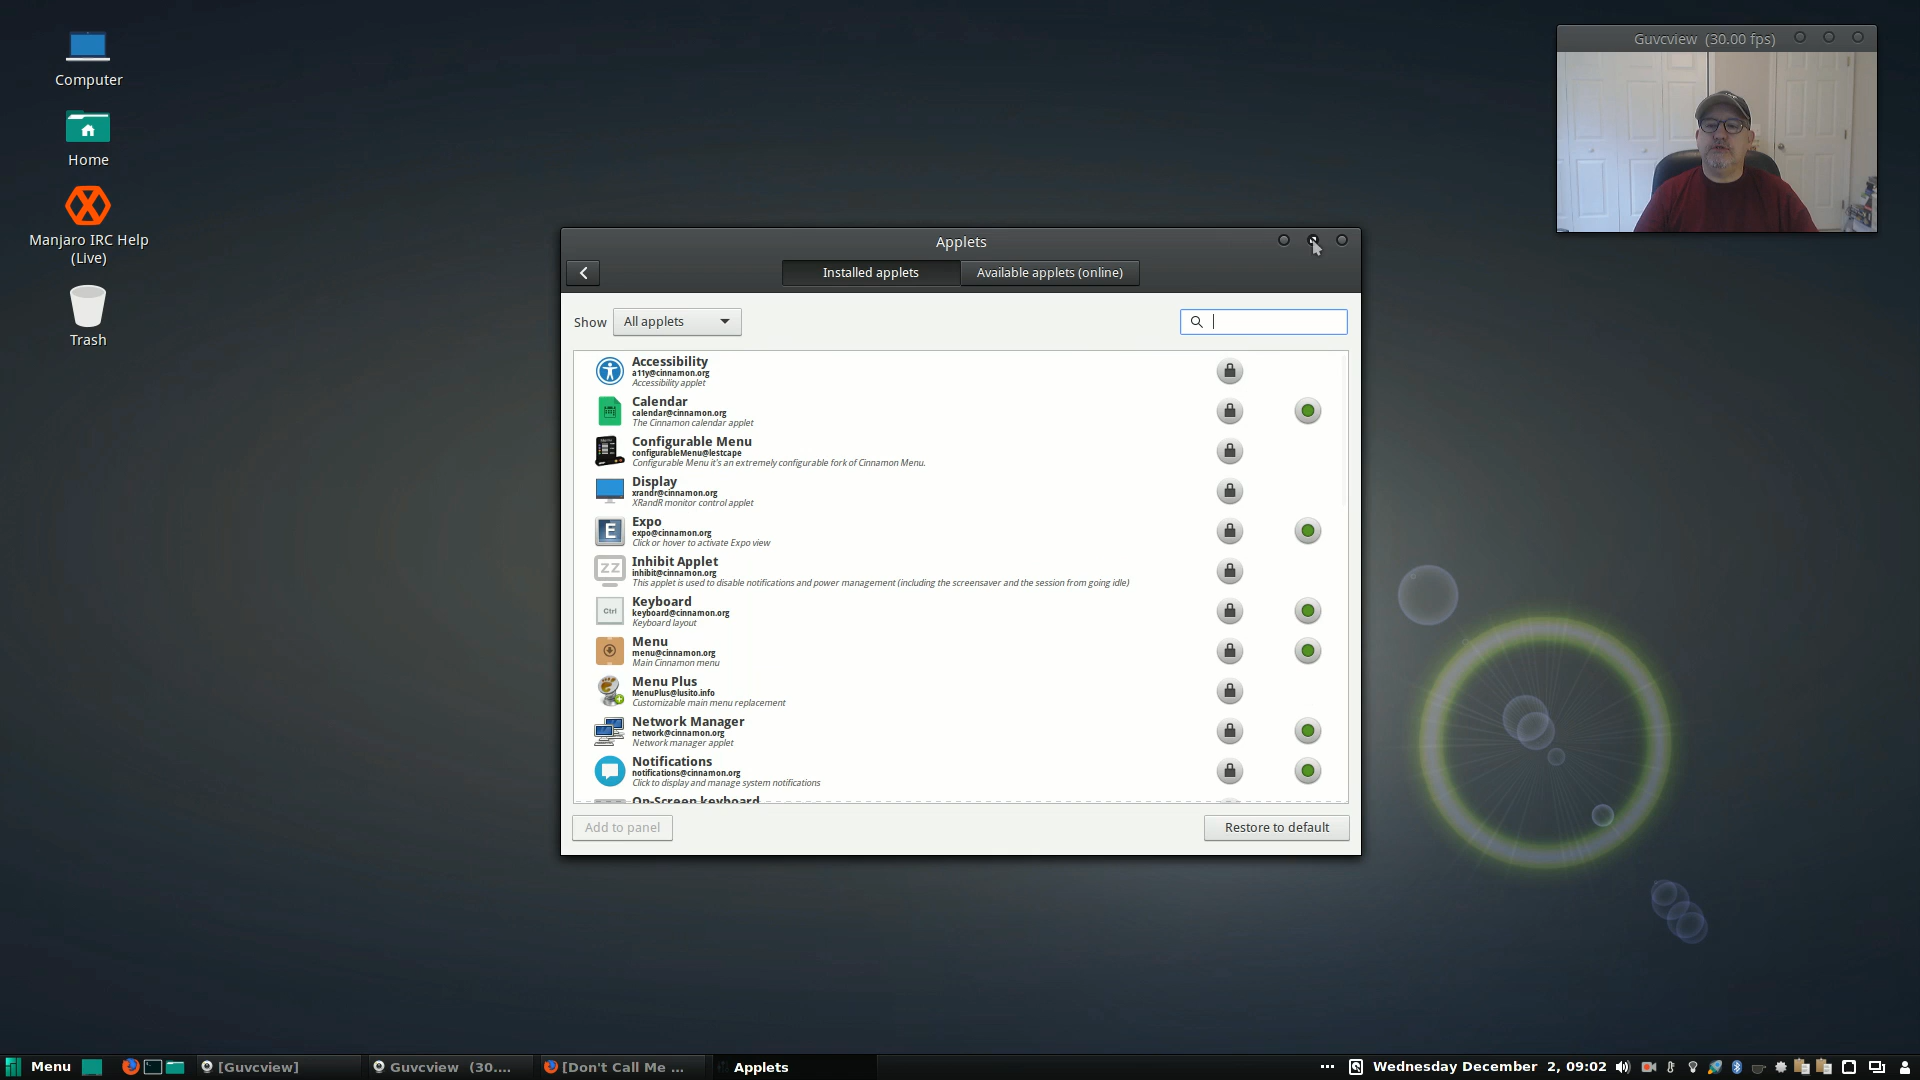 Computer
Home
Manjaro IRC Help
(Live)
Trash
Guvcview (30.00 fps)
Applets
Installed applets
Available applets (online)
Show
All applets
Accessibility
a11y@cinnamon.org
Accessibility applet
Calendar
calendar@cinnamon.org
The Cinnamon calendar applet
Configurable Menu
configurableMenu@lestcape
Configurable Menu it's an extremely configurable fork of Cinnamon Menu.
Display
xrandr@cinnamon.org
XRandR monitor control applet
E
Expo
expo@cinnamon.org
Click or hover to activate Expo view
ZZ
Inhibit Applet
inhibit@cinnamon.org
This applet is used to disable notifications and power management (including the screensaver and the session from going idle)
Ctrl
Keyboard
keyboard@cinnamon.org
Keyboard layout
Menu
menu@cinnamon.org
Main Cinnamon menu
Menu Plus
MenuPlus@lusito.info
Customizable main menu replacement
Network Manager
network@cinnamon.org
Network manager applet
Notifications
notifications@cinnamon.org
Click to display and manage system notifications
On-Screen keyboard
Add to panel
Restore to default
Menu
[Guvcview]
Guvcview (30....
[Don't Call Me ...
Applets
Wednesday December 2, 09:02